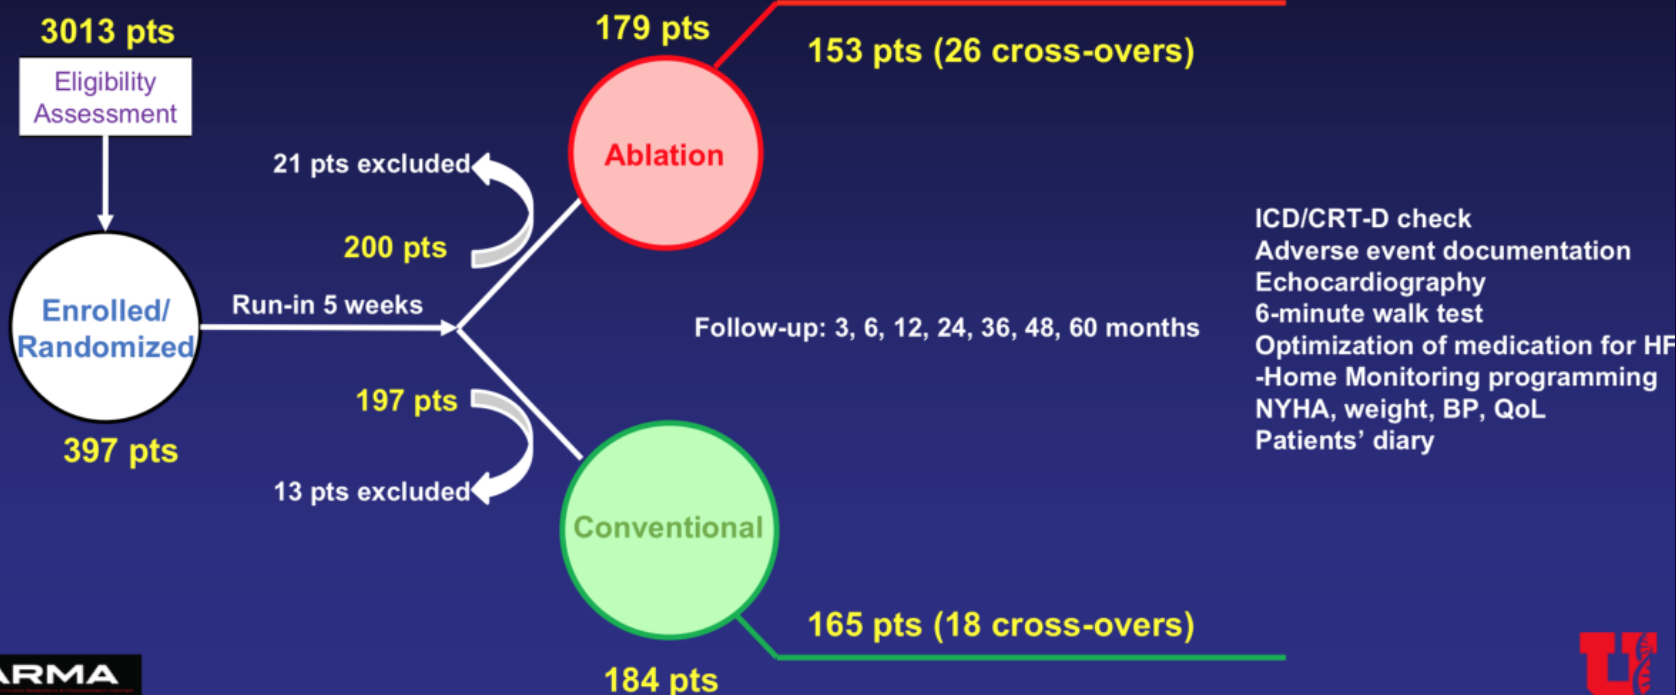 3013 pts
Eligibility
Assessment
Enrolled/
Randomized
397 pts
Run-in 5 weeks
21 pts excluded
200 pts
197 pts
13 pts excluded
179 pts
Ablation
153 pts (26 cross-overs)
Follow-up: 3, 6, 12, 24, 36, 48, 60 months
Conventional
184 pts
165 pts (18 cross-overs)
ICD/CRT-D check
Adverse event documentation
Echocardiography
6-minute walk test
Optimization of medication for HF
-Home Monitoring programming
NYHA, weight, BP, QoL
Patients’ diary
ARMA
U